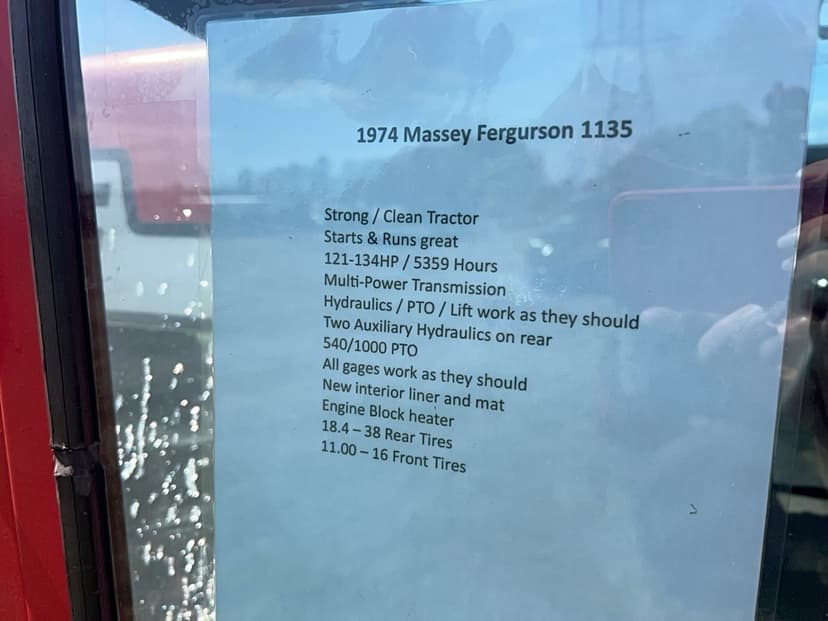 1974 Massey Fergurson 1135
Strong / Clean Tractor
Starts & Runs great
121-134HP / 5359 Hours
Multi-Power Transmission
Hydraulics / PTO / Lift work as they should
Two Auxiliary Hydraulics on rear
540/1000 PTO
All gages work as they should
New interior liner and mat
Engine Block heater
18.4 – 38 Rear Tires
11.00 – 16 Front Tires